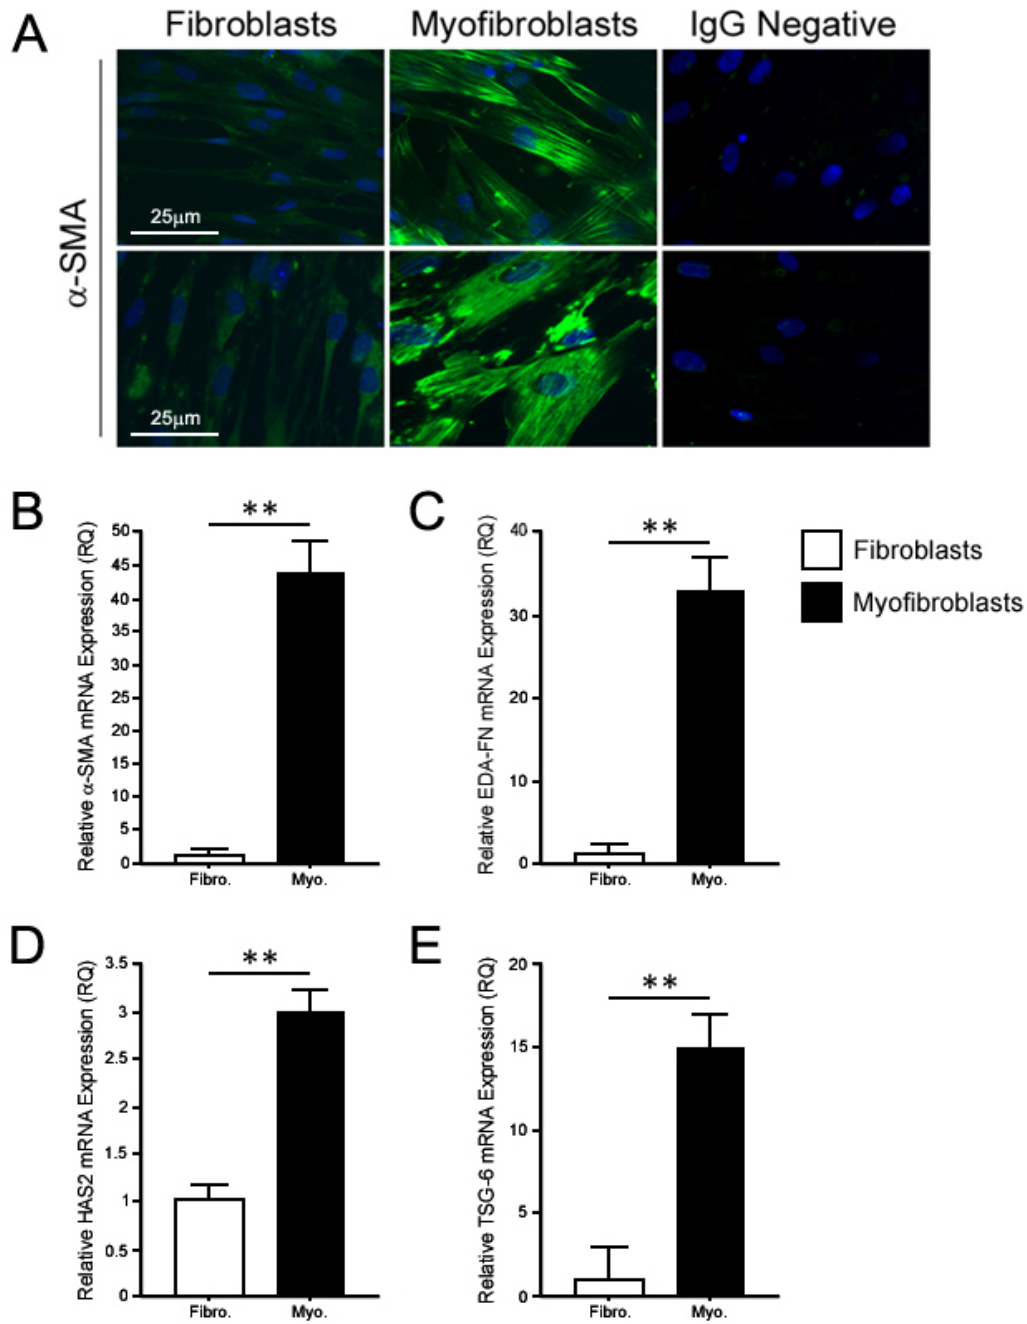 A
Fibroblasts Myofibroblasts IgG Negative
α-SMA
25µm
25µm
B
**
Relative α-SMA mRNA Expression (RQ)
50
45
40
35
30
25
20
15
10
5
0
Fibro. Myo.
C
**
Relative EDA-FN mRNA Expression (RQ)
40
30
20
10
0
Fibro. Myo.
Fibroblasts
Myofibroblasts
D
**
Relative HAS2 mRNA Expression (RQ)
3.5
3
2.5
2
1.5
1
0.5
0
Fibro. Myo.
E
**
Relative TSG-6 mRNA Expression (RQ)
20
15
10
5
0
Fibro. Myo.